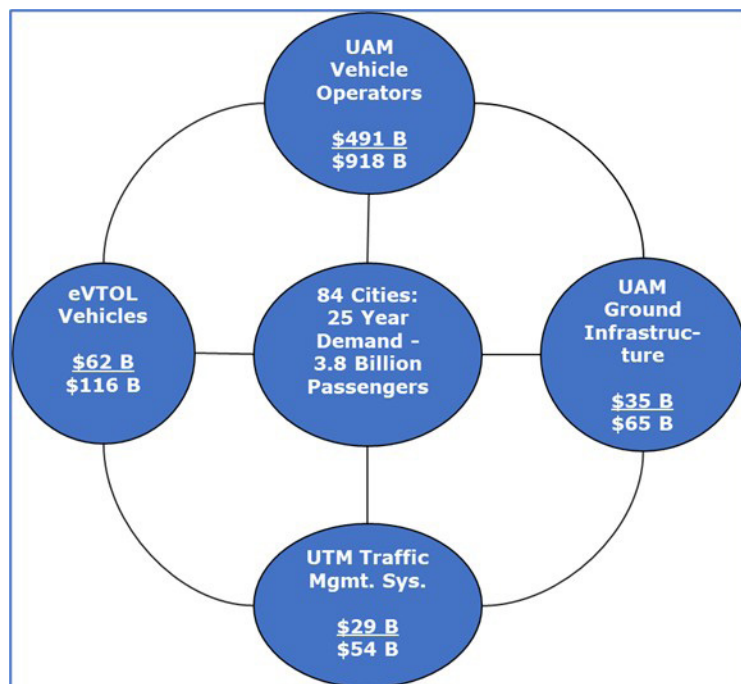 UAM
Vehicle
Operators
$491 B
$918 B
eVTOL
Vehicles
$62 B
$116 B
84 Cities:
25 Year
Demand –
3.8 Billion
Passengers
UAM
Ground
Infrastruc-
ture
$35 B
$65 B
UTM Traffic
Mgmt. Sys.
$29 B
$54 B